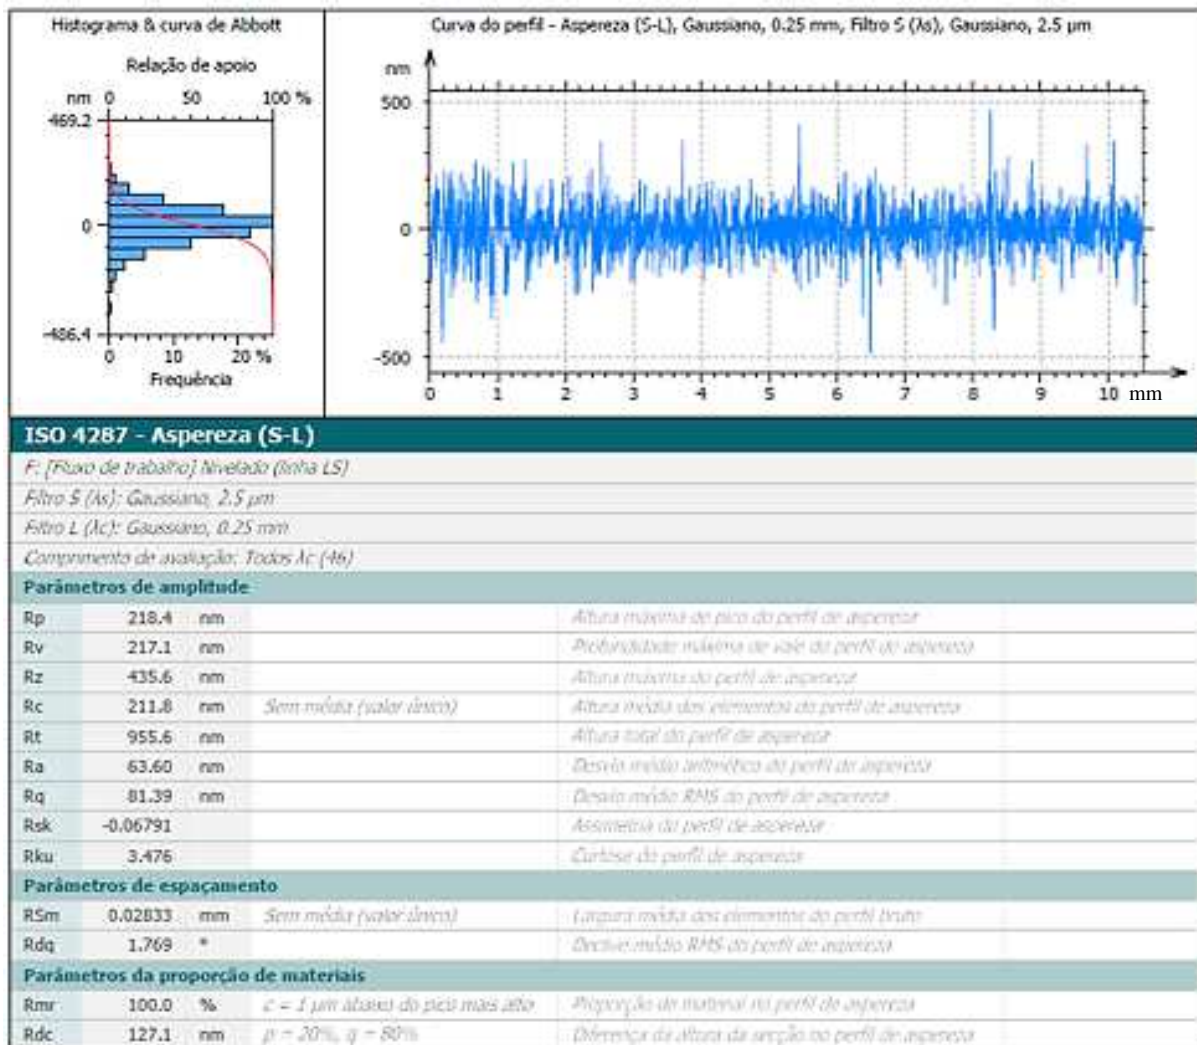 Histograma & curva de Abbott
Relação de apoio
nm 0 50 100 %
469.2
0
-486.4
0 10 20 %
Frequência
Curva do perfil - Aspereza (S-L), Gaussiano, 0.25 mm, Filtro S (λs), Gaussiano, 2.5 µm
nm
500
0
-500
0 1 2 3 4 5 6 7 8 9 10 mm
ISO 4287 - Aspereza (S-L)
F: [Fluxo de trabalho] Nivelado (linha LS)
Filtro S (λs): Gaussiano, 2.5 µm
Filtro L (λc): Gaussiano, 0.25 mm
Comprimento de avaliação: Todos λc (46)
Parâmetros de amplitude
Rp 218.4 nm Altura máxima de pico do perfil de aspereza
Rv 217.1 nm Profundidade máxima de vale do perfil de aspereza
Rz 435.6 nm Altura máxima do perfil de aspereza
Rc 211.8 nm Sem média (valor único) Altura média dos elementos do perfil de aspereza
Rt 955.6 nm Altura total do perfil de aspereza
Ra 63.60 nm Desvio médio aritmético do perfil de aspereza
Rq 81.39 nm Desvio médio RMS do perfil de aspereza
Rsk -0.06791 Assimetria do perfil de aspereza
Rku 3.476 Curtose do perfil de aspereza
Parâmetros de espaçamento
RSm 0.02833 mm Sem média (valor único) Largura média dos elementos do perfil bruto
Rdq 1.769 ° Declive médio RMS do perfil de aspereza
Parâmetros da proporção de materiais
Rmr 100.0 % c = 1 µm abaixo do pico mais alto Proporção de material no perfil de aspereza
Rdc 127.1 nm p = 20%, q = 80% Diferença da altura da secção no perfil de aspereza